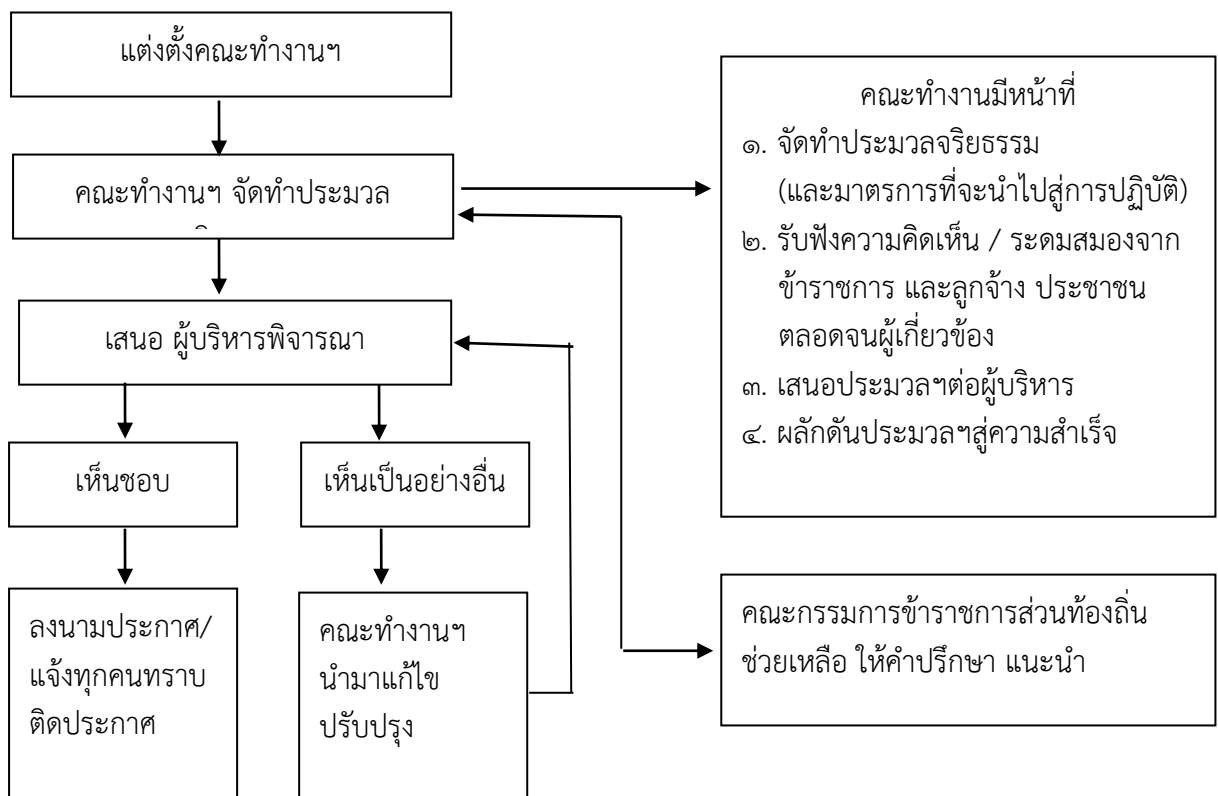 แต่งตั้งคณะทำงานฯ
คณะทำงานฯ จัดทำประมวล
เสนอ ผู้บริหารพิจารณา
เห็นชอบ
เห็นเป็นอย่างอื่น
ลงนามประกาศ/
แจ้งทุกคนทราบ
ติดประกาศ
คณะทำงานฯ
นำมาแก้ไข
ปรับปรุง
คณะทำงานมีหน้าที่
๑. จัดทำประมวลจริยธรรม
(และมาตรการที่จะนำไปสู่การปฏิบัติ)
๒. รับฟังความคิดเห็น / ระดมสมองจาก
ข้าราชการ และลูกจ้าง ประชาชน
ตลอดจนผู้เกี่ยวข้อง
๓. เสนอประมวลฯต่อผู้บริหาร
๔. ผลักดันประมวลฯสู่ความสำเร็จ
คณะกรรมการข้าราชการส่วนท้องถิ่น
ช่วยเหลือ ให้คำปรึกษา แนะนำ